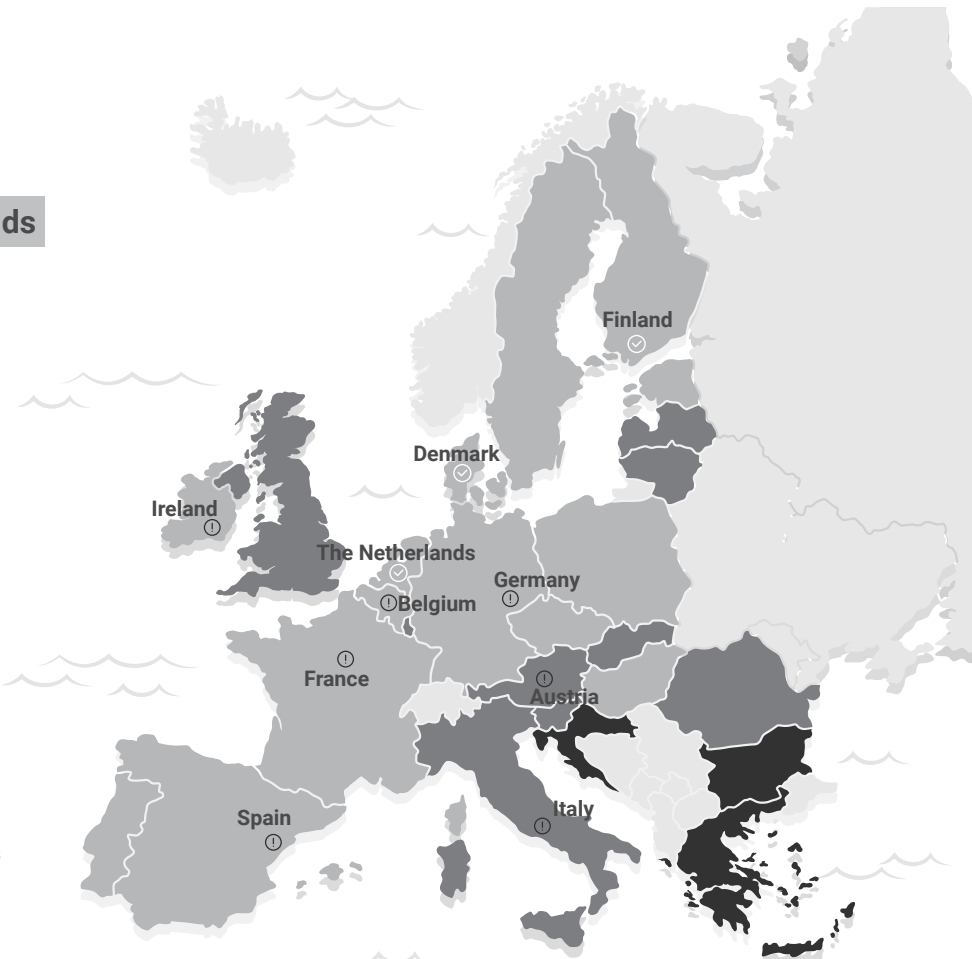 ds
Finland
Denmark
Ireland
The Netherlands
Germany
Belgium
France
Austria
Italy
Spain